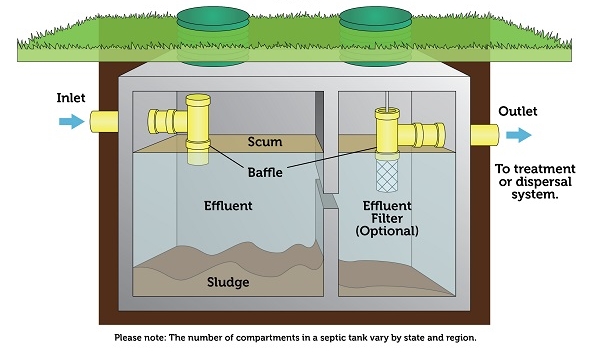 Inlet
Outlet
Scum
Baffle
To treatment
or dispersal
system.
Effluent
Effluent
Filter
(Optional)
Sludge
Please note: The number of compartments in a septic tank vary by state and region.